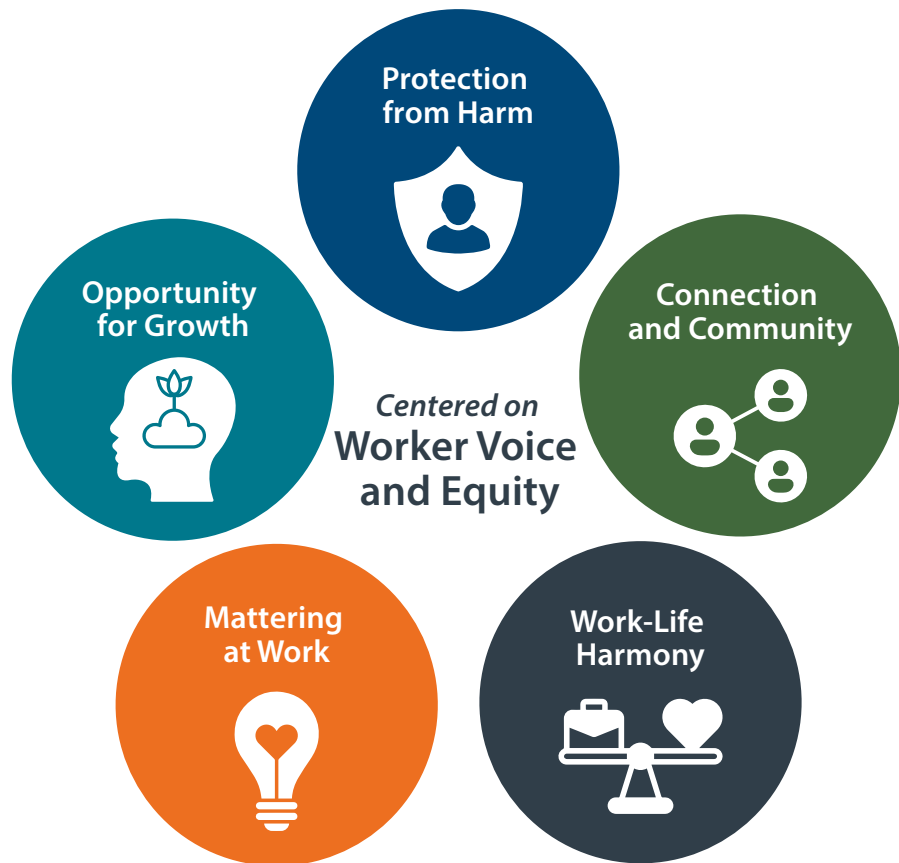 Protection
from Harm
Opportunity
for Growth
Connection
and Community
Centered on
Worker Voice
and Equity
Mattering
at Work
Work-Life
Harmony